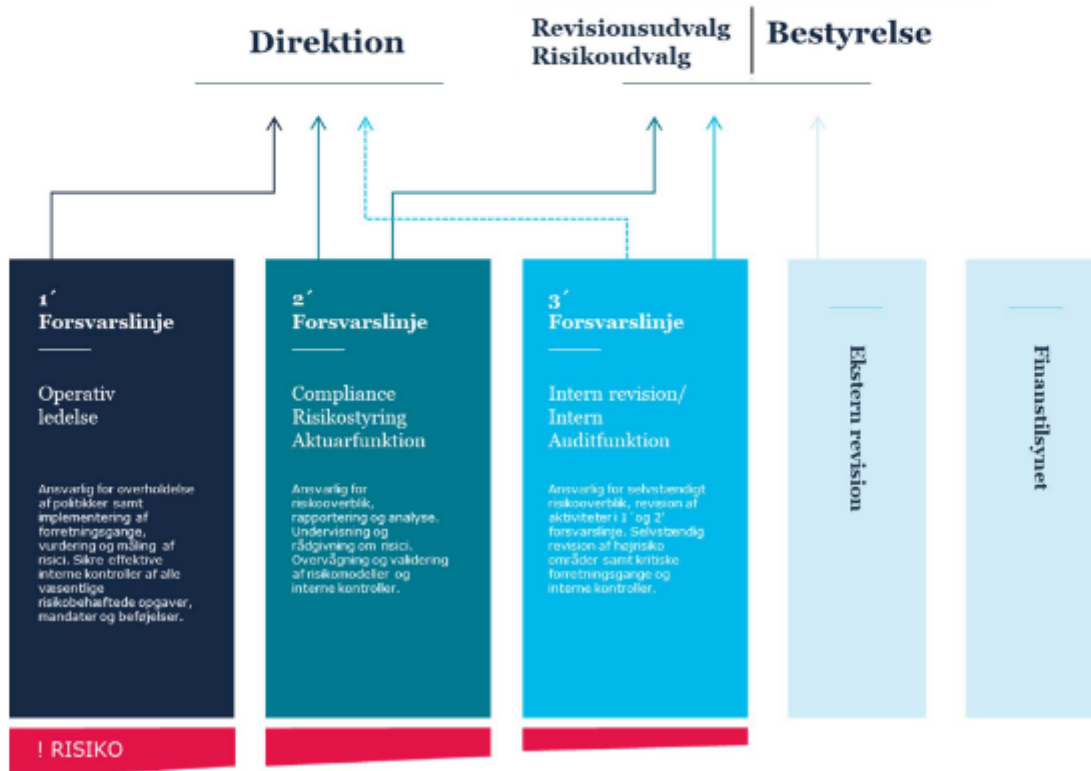 Direktion
Revisionsudvalg
Risikoudvalg
Bestyrelse
1´
Forsvarslinje
Operativ
ledelse
Ansvarlig for overholdelse
af politikker samt
implementering af
forretningsgange,
vurdering og måling af
risici. Sikre effektive
interne kontroller af alle
væsentlige
risikobehæftede opgaver,
mandater og beføjelser.
! RISIKO
2´
Forsvarslinje
Compliance
Risikostyring
Aktuarfunktion
Ansvarlig for
risikooverblik,
rapportering og analyse.
Undervisning og
rådgivning om risici.
Overvågning og validering
af risikomodeller og
interne kontroller.
3´
Forsvarslinje
Intern revision/
Intern
Auditfunktion
Ansvarlig for selvstændigt
risikooverblik, revision af
aktiviteter i 1´og 2'
forsvarslinje. Selvstændig
revision af højrisiko
områder samt kritiske
forretningsgange og
interne kontroller.
Ekstern revision
Finanstilsynet